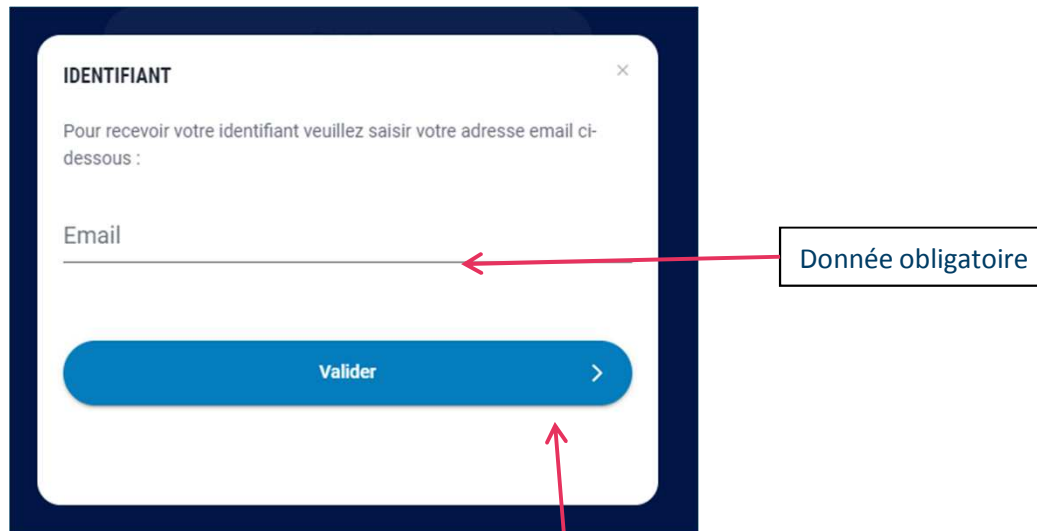 IDENTIFIANT
×
Pour recevoir votre identifiant veuillez saisir votre adresse email ci-
dessous :
Email
Donnée obligatoire
Valider